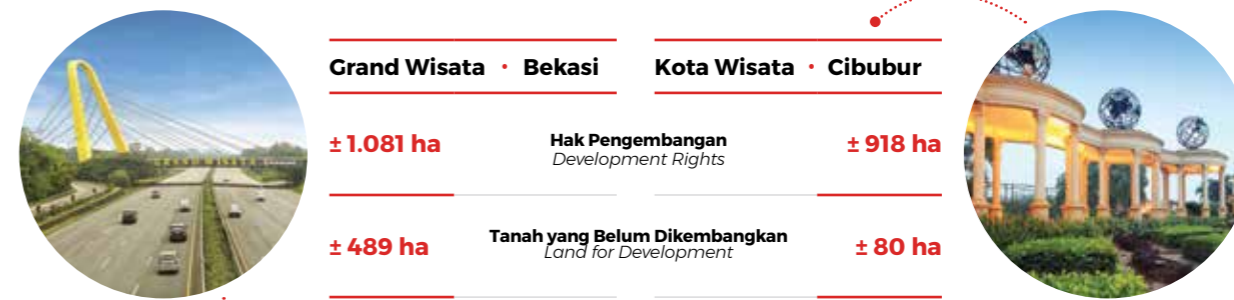 Grand Wisata • Bekasi
Kota Wisata • Cibubur
± 1.081 ha
Hak Pengembangan
Development Rights
± 918 ha
± 489 ha
Tanah yang Belum Dikembangkan
Land for Development
± 80 ha